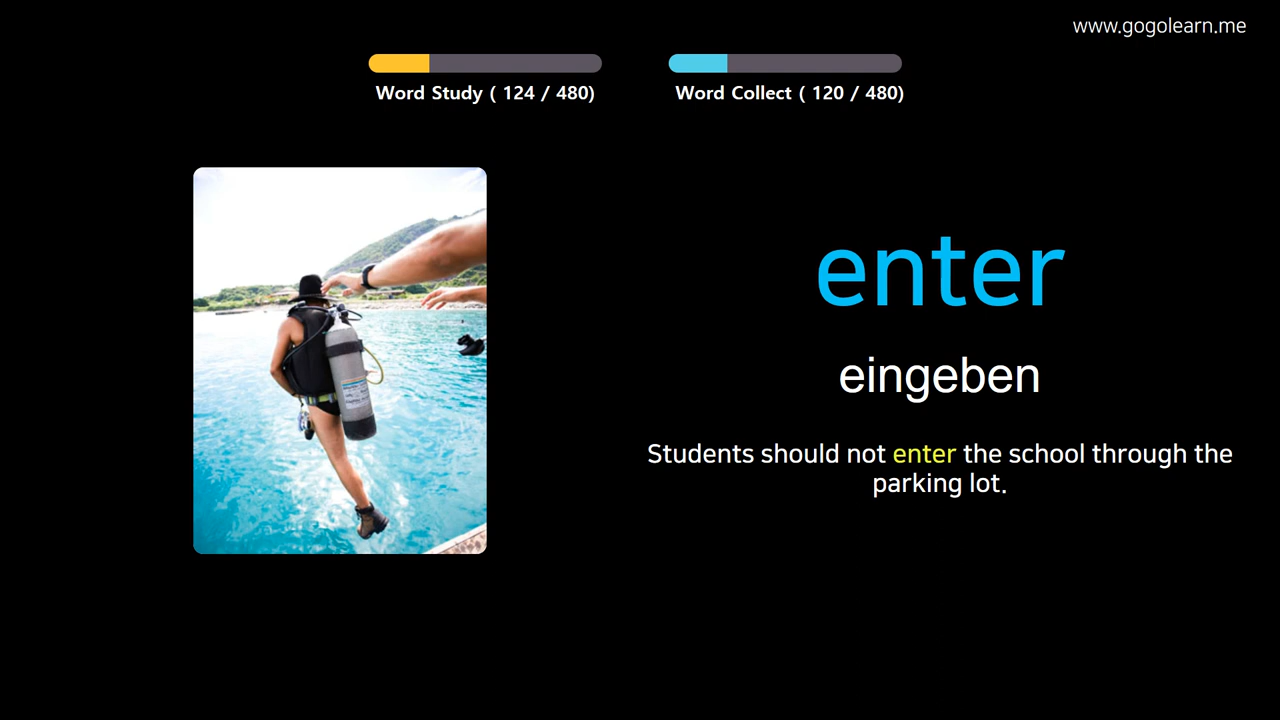 www.gogolearn.me
Word Study ( 124 / 480)
Word Collect ( 120 / 480)
enter
eingeben
Students should not enter the school through the
parking lot.